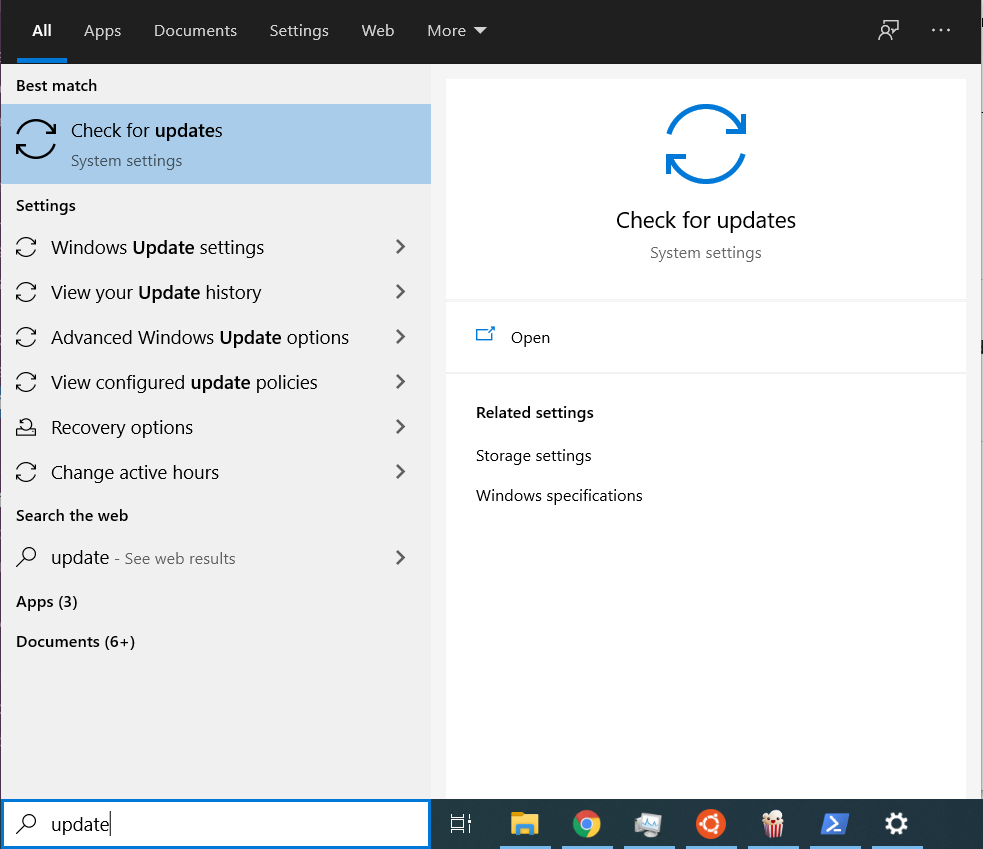 All Apps Documents Settings Web More
Best match
Check for updates
System settings
Settings
Windows Update settings
View your Update history
Advanced Windows Update options
View configured update policies
Recovery options
Change active hours
Search the web
update - See web results
Apps (3)
Documents (6+)
Check for updates
System settings
Open
Related settings
Storage settings
Windows specifications
update